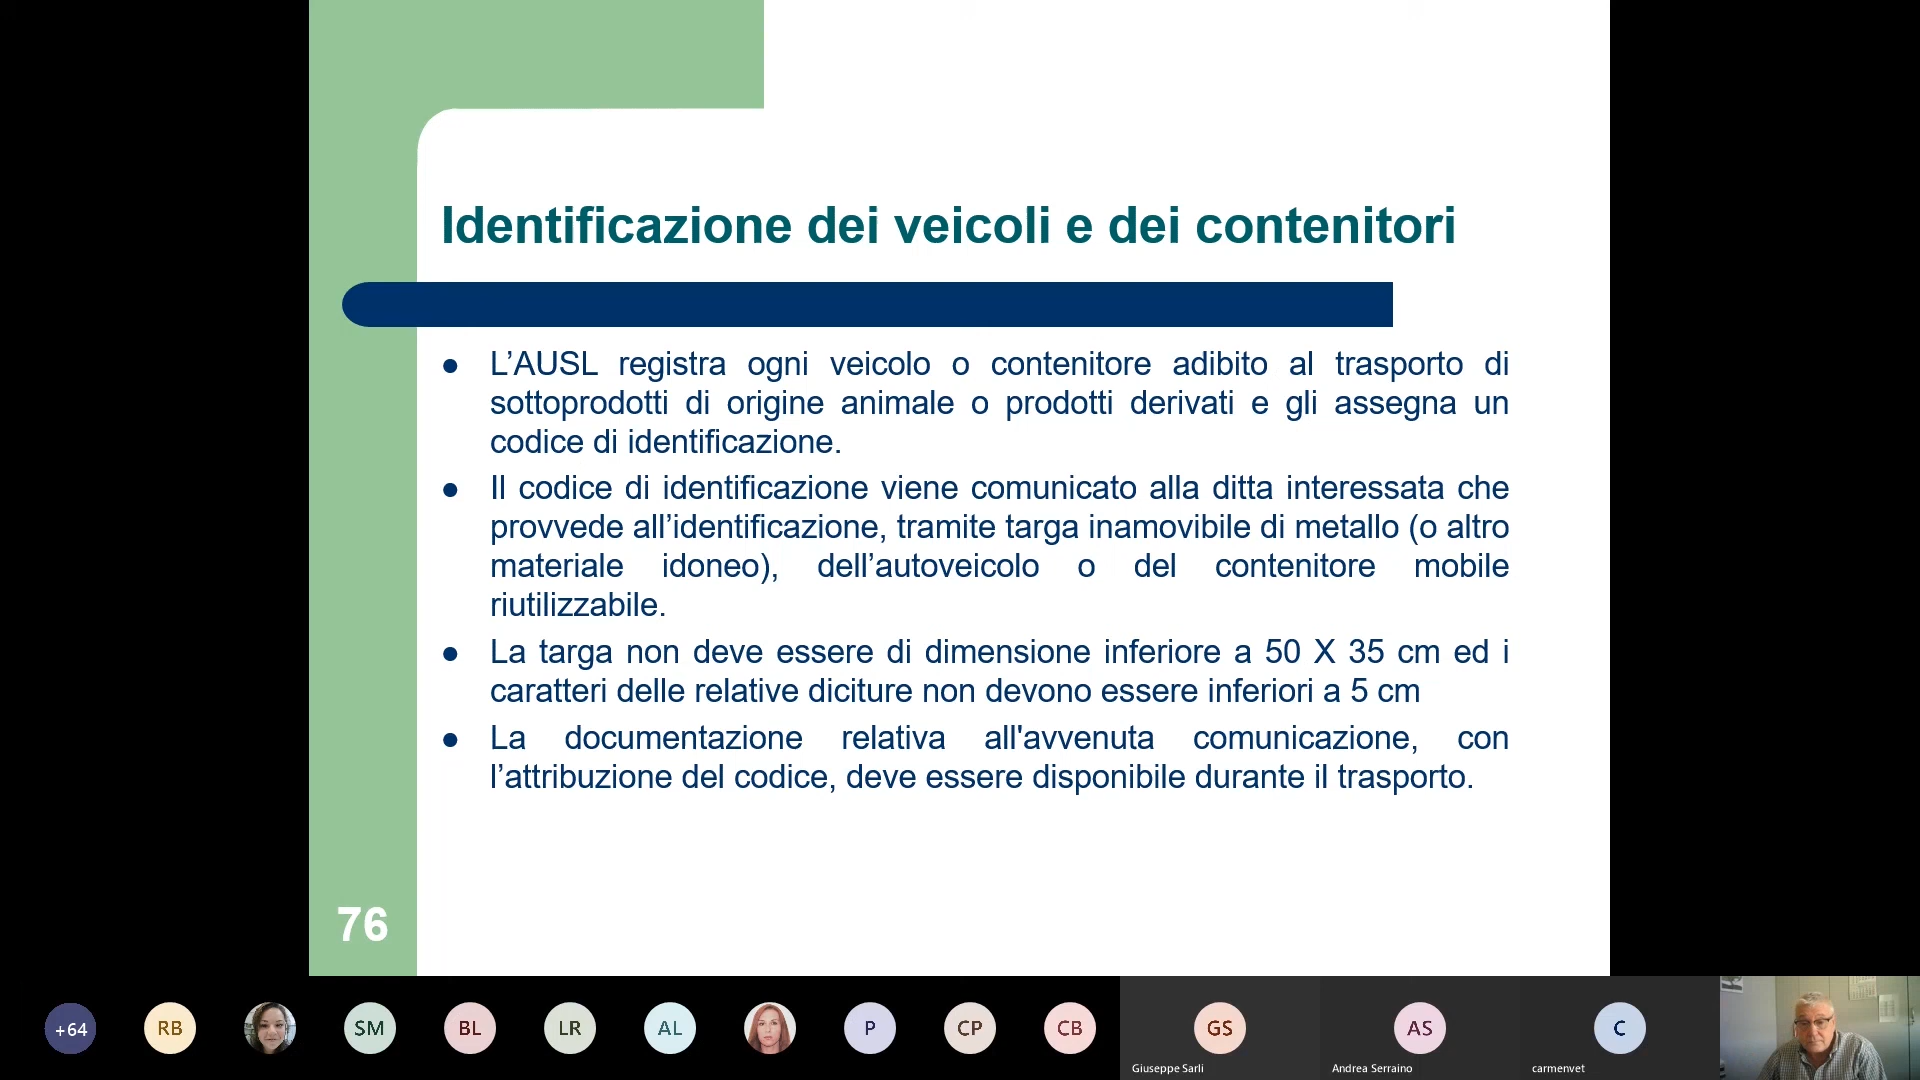 Identificazione dei veicoli e dei contenitori
● L’AUSL registra ogni veicolo o contenitore adibito al trasporto di
sottoprodotti di origine animale o prodotti derivati e gli assegna un
codice di identificazione.
● Il codice di identificazione viene comunicato alla ditta interessata che
provvede all’identificazione, tramite targa inamovibile di metallo (o altro
materiale idoneo), dell’autoveicolo o del contenitore mobile
riutilizzabile.
● La targa non deve essere di dimensione inferiore a 50 X 35 cm ed i
caratteri delle relative diciture non devono essere inferiori a 5 cm
● La documentazione relativa all'avvenuta comunicazione, con
l’attribuzione del codice, deve essere disponibile durante il trasporto.
76
+64 RB SM BL LR AL P CP CB GS AS C
Giuseppe Sarli Andrea Serraino carmenvet